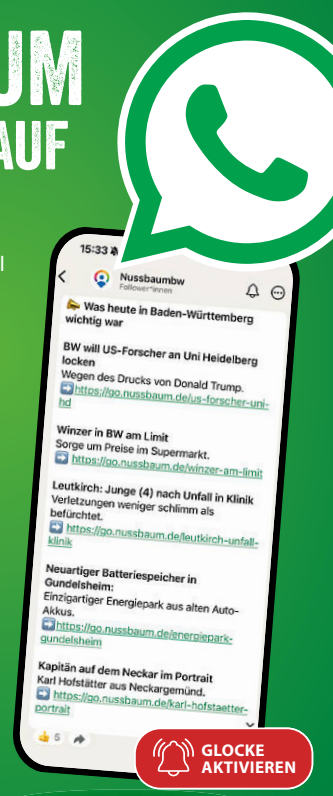 UM
AUF
15:33
Nussbaumbw
Follower*innen
Was heute in Baden-Württemberg
wichtig war
BW will US-Forscher an Uni Heidelberg
locken
Wegen des Drucks von Donald Trump.
https://go.nussbaum.de/us-forscher-uni-
hd
Winzer in BW am Limit
Sorge um Preise im Supermarkt.
https://go.nussbaum.de/winzer-am-limit
Leutkirch: Junge (4) nach Unfall in Klinik
Verletzungen weniger schlimm als
befürchtet.
https://go.nussbaum.de/leutkirch-unfall-
klinik
Neuartiger Batteriespeicher in
Gundelsheim:
Einzigartiger Energiepark aus alten Auto-
Akkus.
https://go.nussbaum.de/energiepark-
gundelsheim
Kapitän auf dem Neckar im Portrait
Karl Hofstätter aus Neckargemünd.
https://go.nussbaum.de/karl-hofstaetter-
portrait
5
GLOCKE
AKTIVIEREN